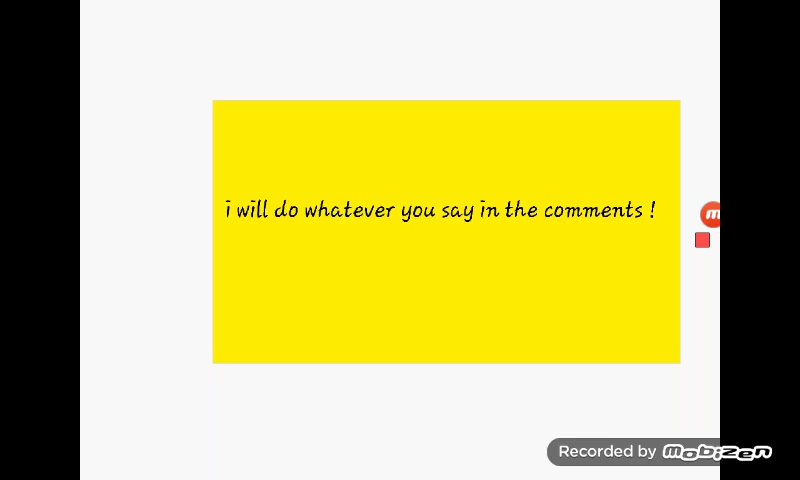 i will do whatever you say in the comments !
m
Recorded by Mobizen